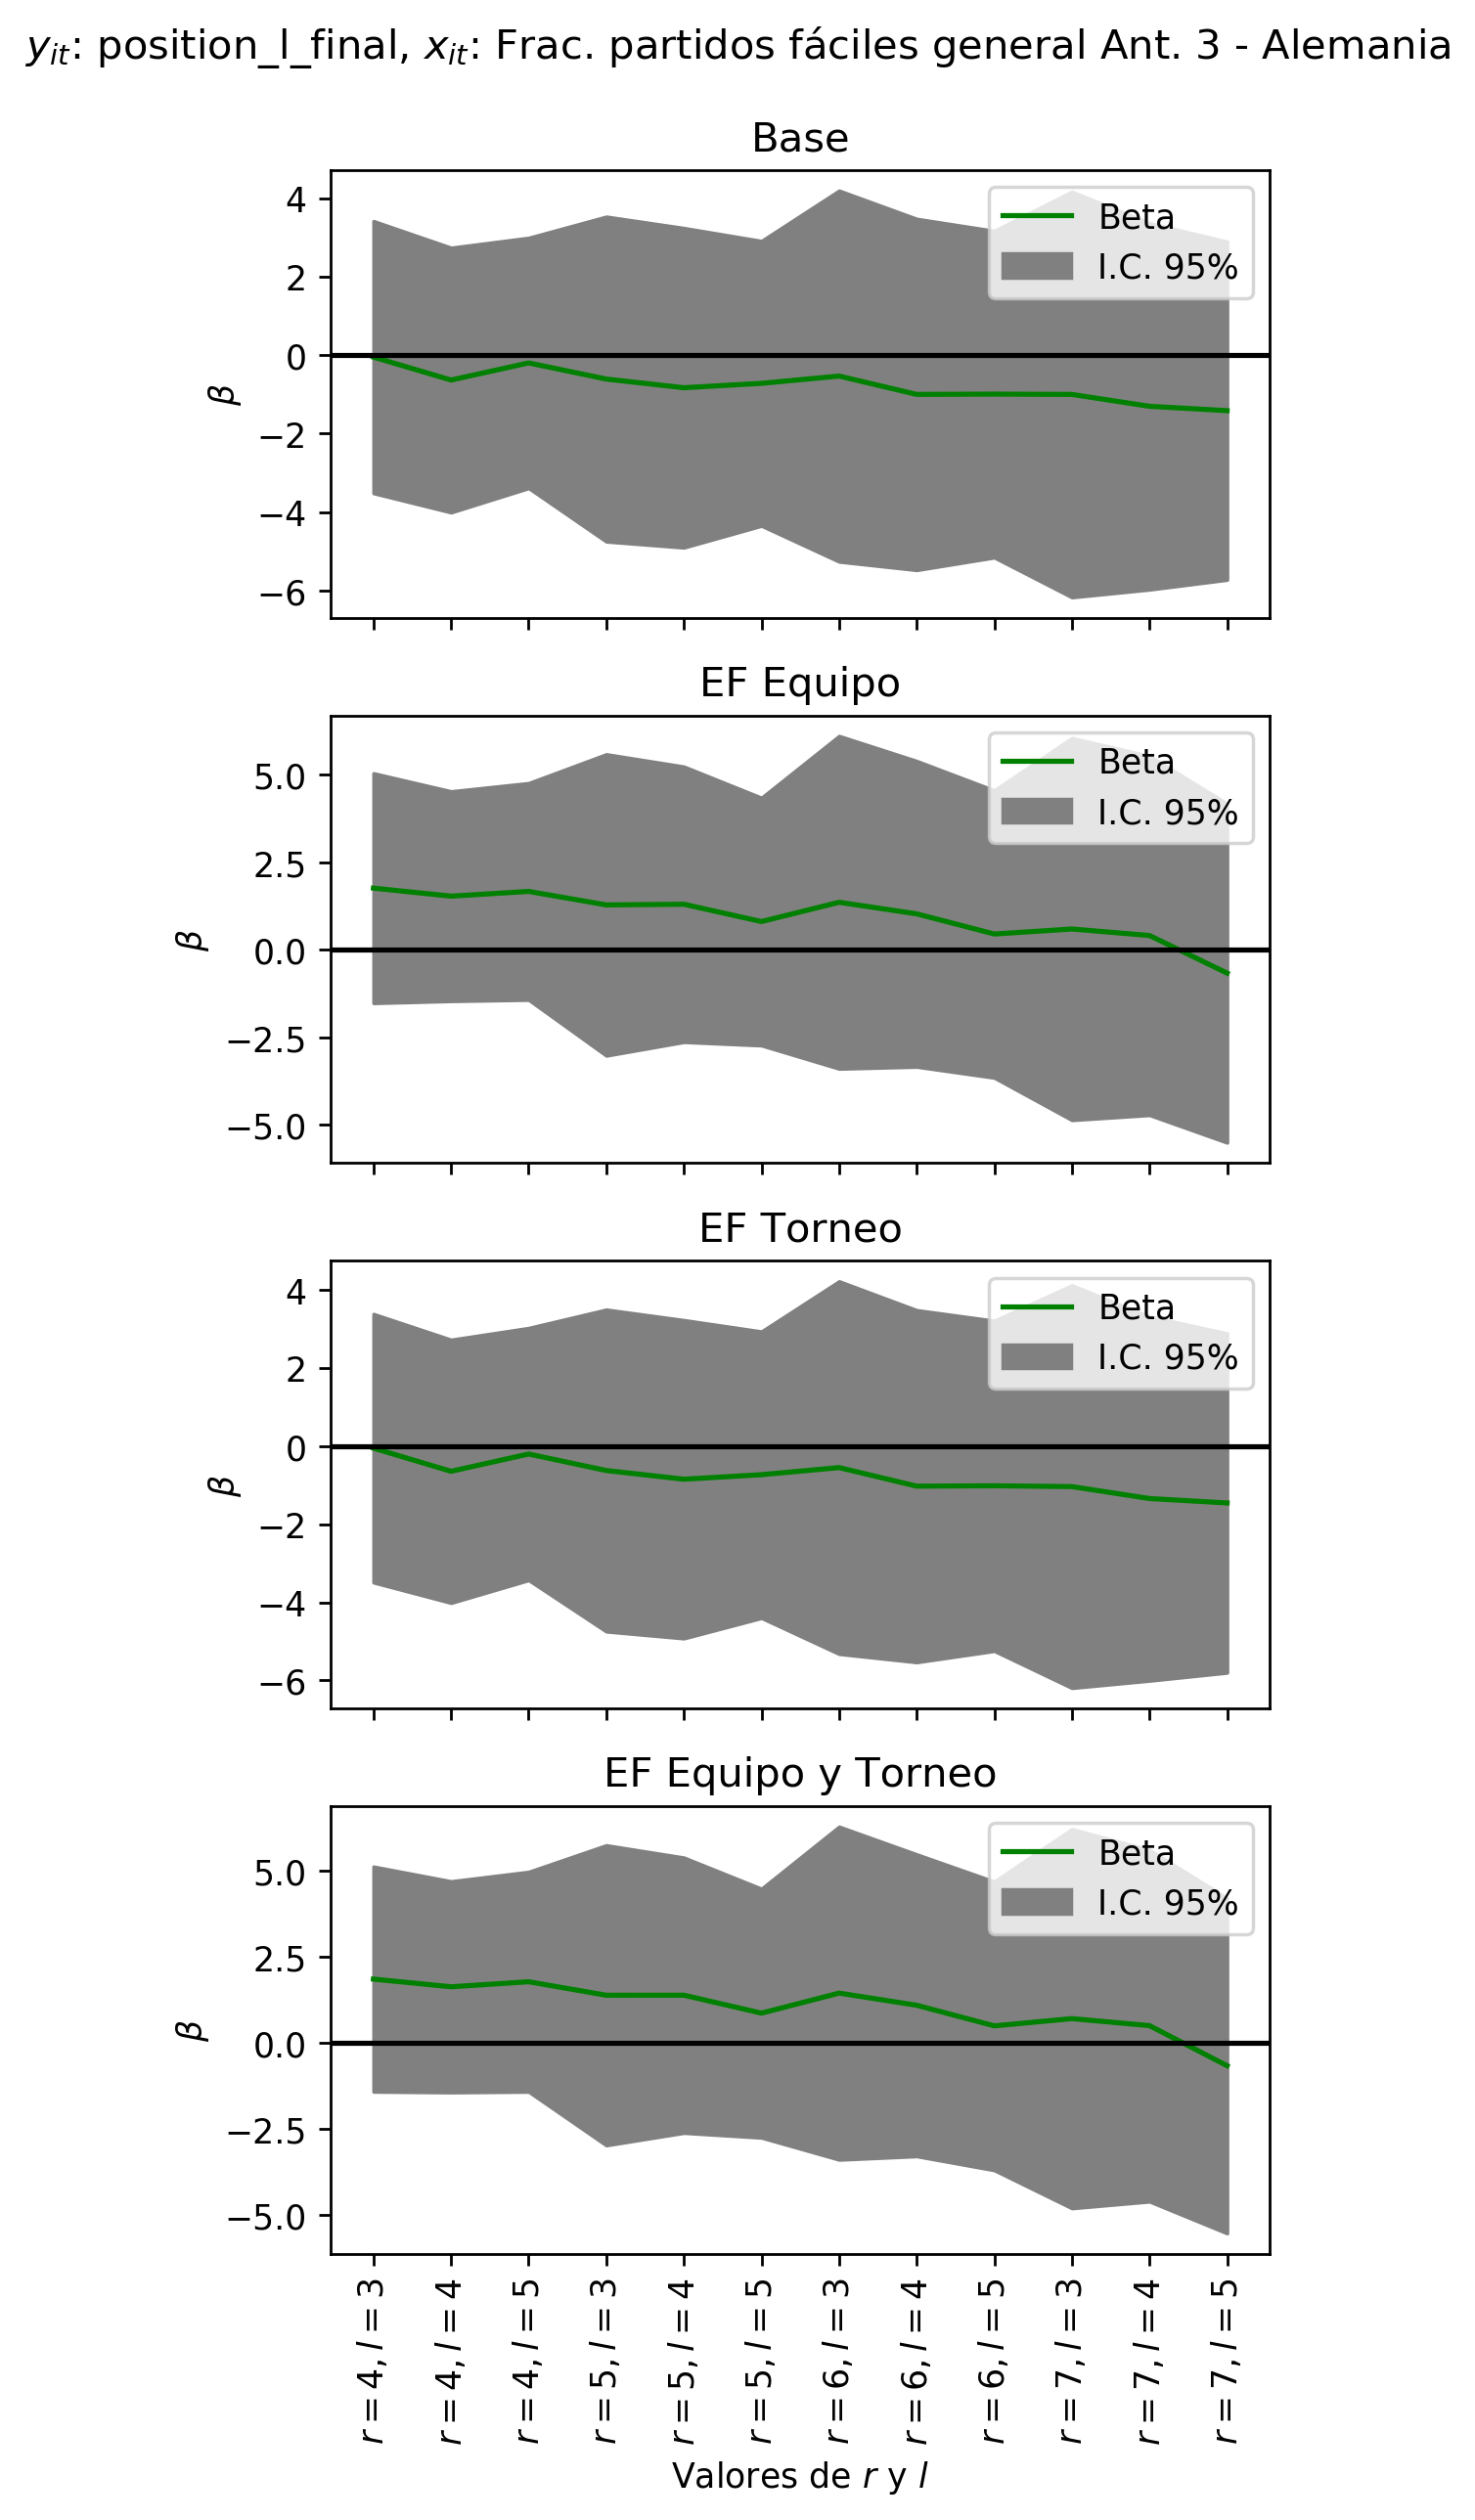 y_it: position_l_final, x_it: Frac. partidos fáciles general Ant. 3 - Alemania
Base
4
2
0
−2
−4
−6
β
Beta
I.C. 95%
EF Equipo
5.0
2.5
0.0
−2.5
−5.0
β
Beta
I.C. 95%
EF Torneo
4
2
0
−2
−4
−6
β
Beta
I.C. 95%
EF Equipo y Torneo
5.0
2.5
0.0
−2.5
−5.0
β
Beta
I.C. 95%
r = 4, l = 3
r = 4, l = 4
r = 4, l = 5
r = 5, l = 3
r = 5, l = 4
r = 5, l = 5
r = 6, l = 3
r = 6, l = 4
r = 6, l = 5
r = 7, l = 3
r = 7, l = 4
r = 7, l = 5
Valores de r y l